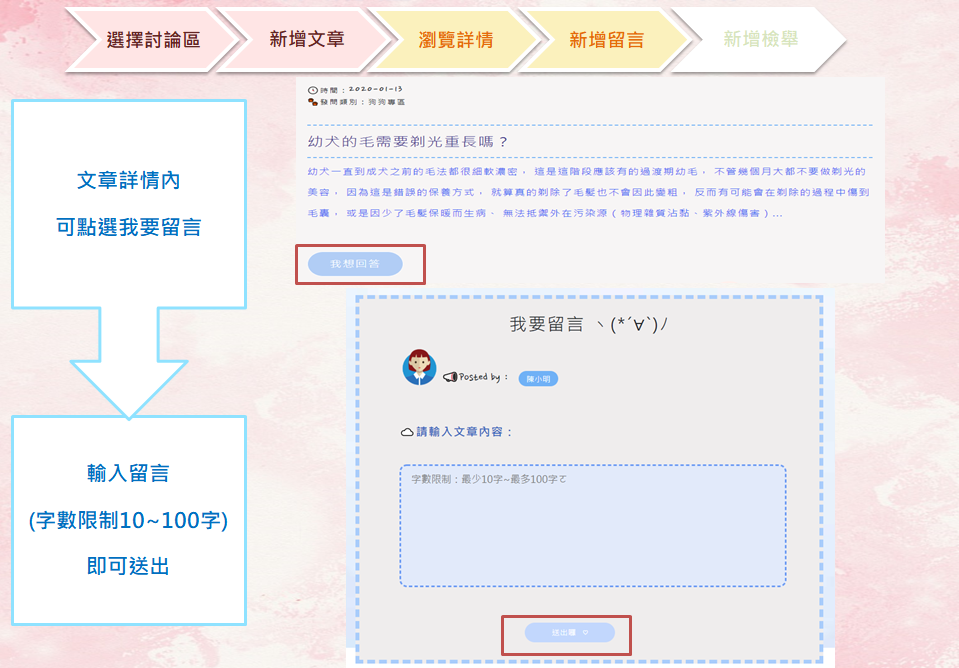 選擇討論區
新增文章
瀏覽詳情
新增留言
新增檢舉
文章詳情內
可點選我要留言
輸入留言
(字數限制10~100字)
即可送出
時間：2020-01-13
發問類別：狗狗專區
幼犬的毛需要剃光重長嗎？
幼犬一直到成犬之前的毛法都很細軟濃密， 這是這階段應該有的過渡期幼毛， 不管幾個月大都不要做剃光的
美容， 因為這是錯誤的保養方式， 就算真的剃除了毛髮也不會因此變粗， 反而有可能會在剃除的過程中傷到
毛囊， 或是因少了毛髮保暖而生病、 無法抵禦外在污染源（物理雜質沾黏、紫外線傷害）...
我想回答
我要留言 ヽ(*´∀`)ﾉ
Posted by：
陳小明
請輸入文章內容：
字數限制：最少10字~最多100字ㄛ
送出囉 ♡